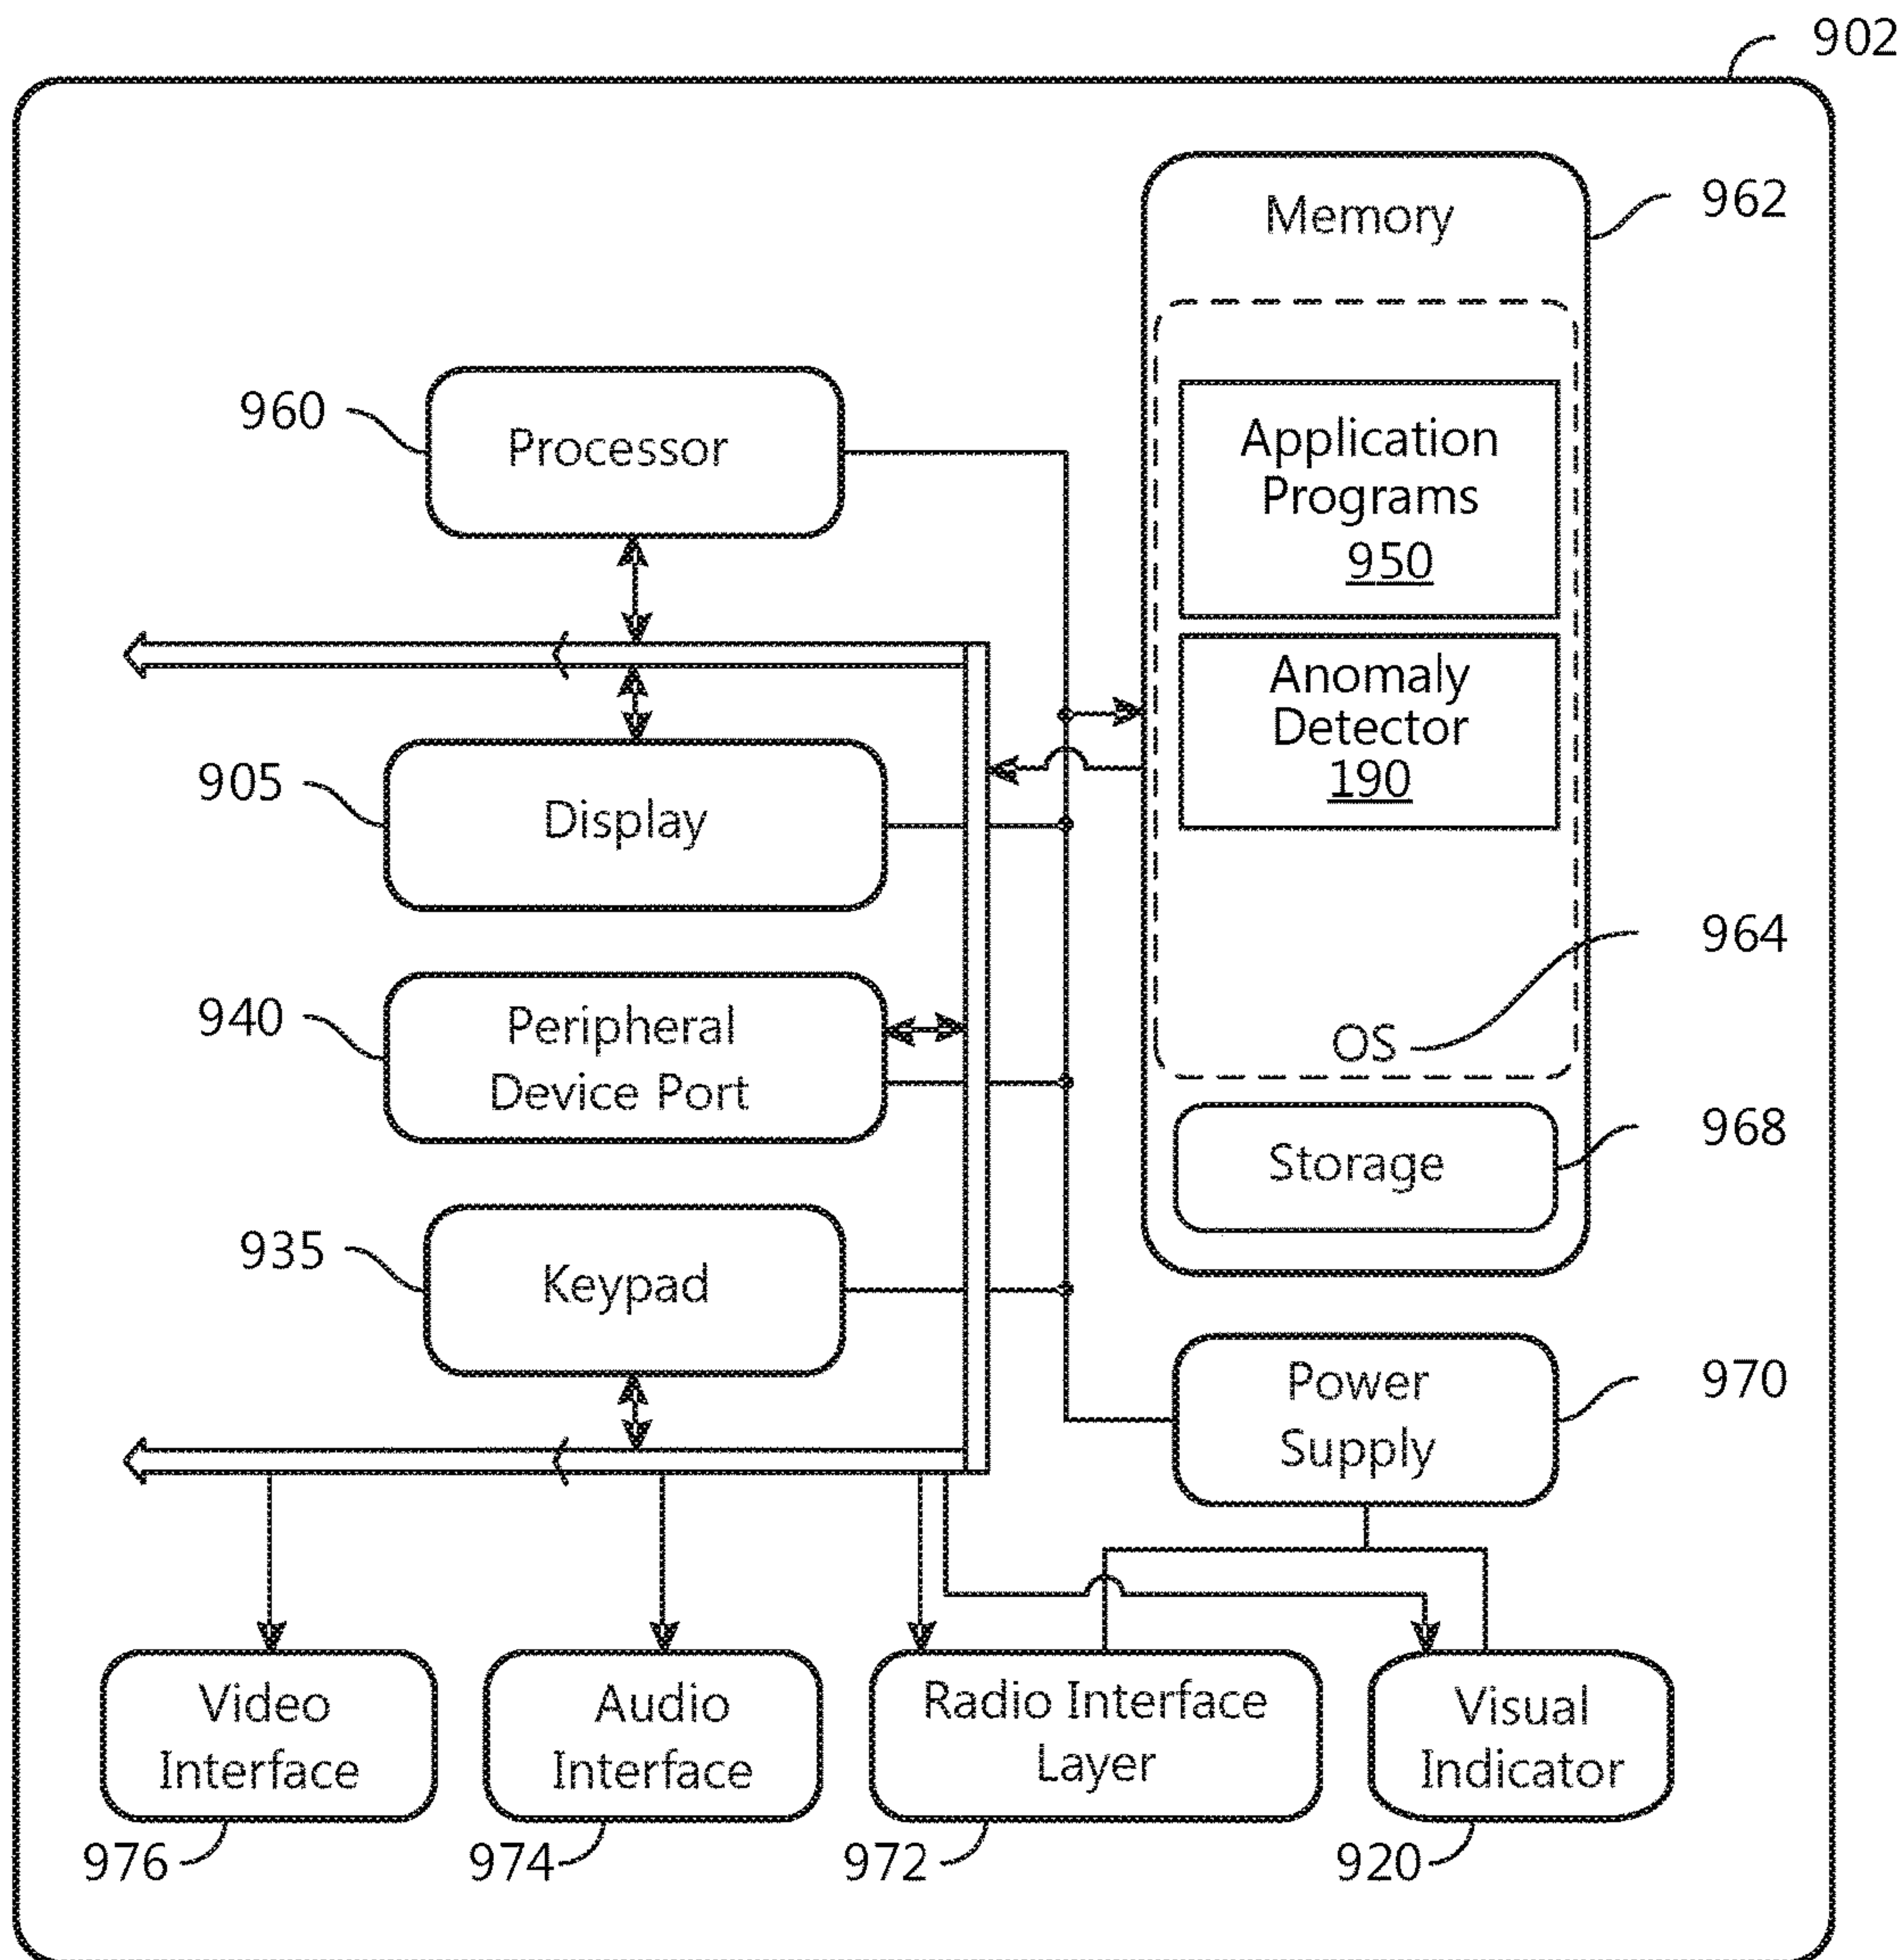 902
Memory
962
960
Processor
Application
Programs
950
Anomaly
Detector
190
905
Display
964
940
Peripheral
Device Port
OS
968
Storage
935
Keypad
Power
Supply
970
Video
Interface
Audio
Interface
Radio Interface
Layer
Visual
Indicator
976
974
972
920